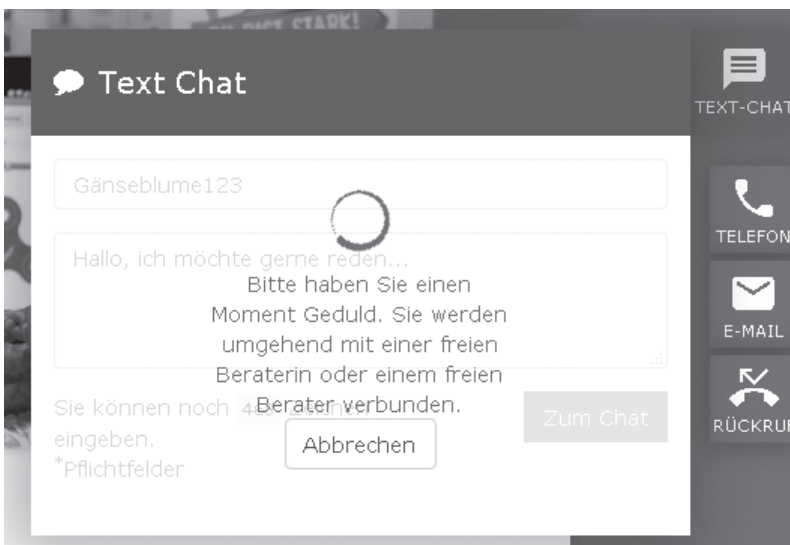 BIST STARK!
Text Chat
TEXT-CHAT
Gänseblume123
TELEFON
Hallo, ich möchte gerne reden...
Bitte haben Sie einen
Moment Geduld. Sie werden
umgehend mit einer freien
Beraterin oder einem freien
Berater verbunden.
E-MAIL
Sie können noch
eingeben.
*Pflichtfelder
Zum Chat
Abbrechen
RÜCKRUF